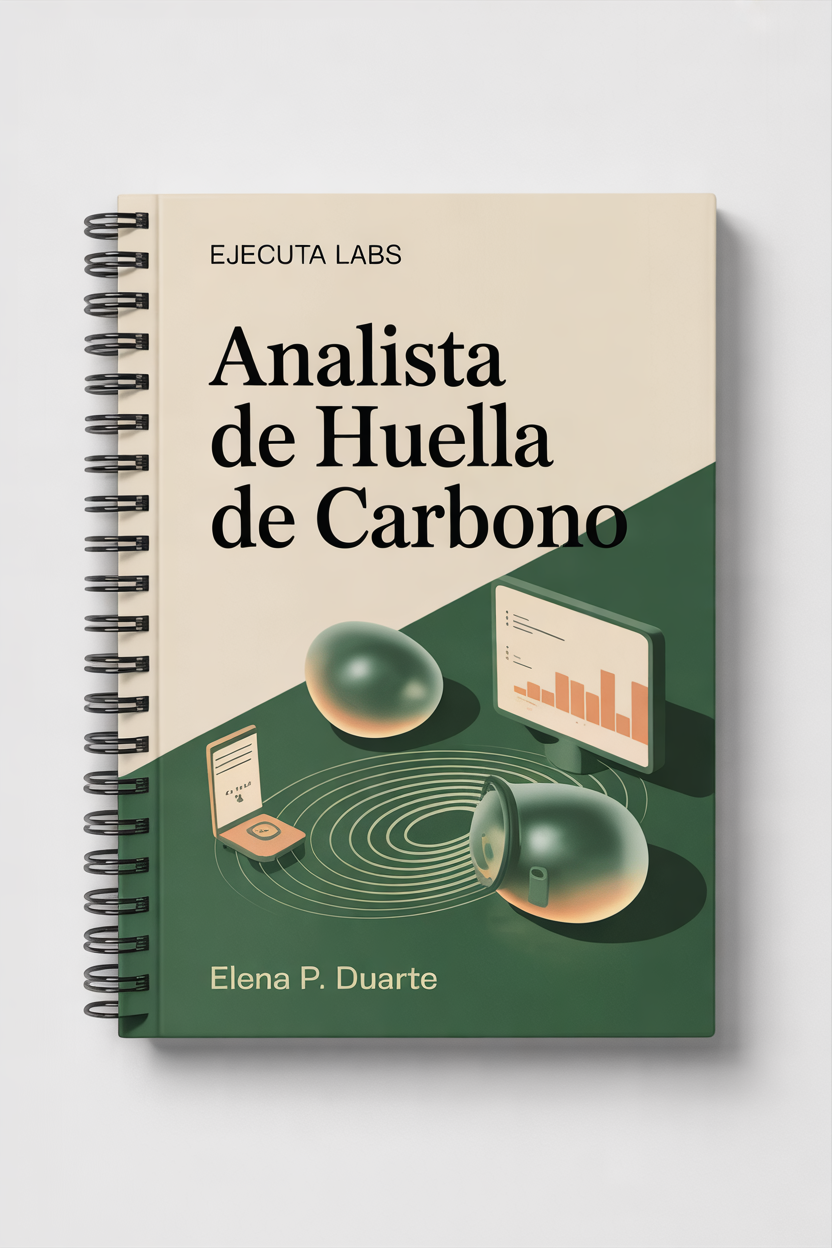 EJECUTA LABS
Analista
de Huella
de Carbono
Elena P. Duarte